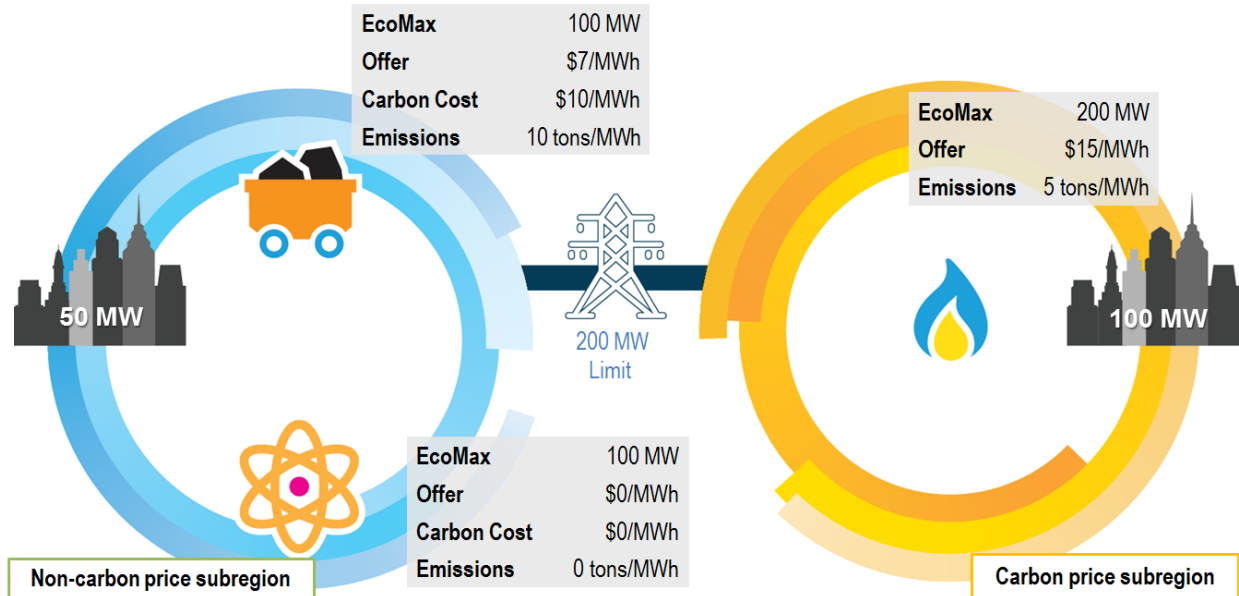 EcoMax 100 MW
Offer $7/MWh
Carbon Cost $10/MWh
Emissions 10 tons/MWh
EcoMax 200 MW
Offer $15/MWh
Emissions 5 tons/MWh
50 MW
200 MW
Limit
100 MW
EcoMax 100 MW
Offer $0/MWh
Carbon Cost $0/MWh
Emissions 0 tons/MWh
Non-carbon price subregion
Carbon price subregion